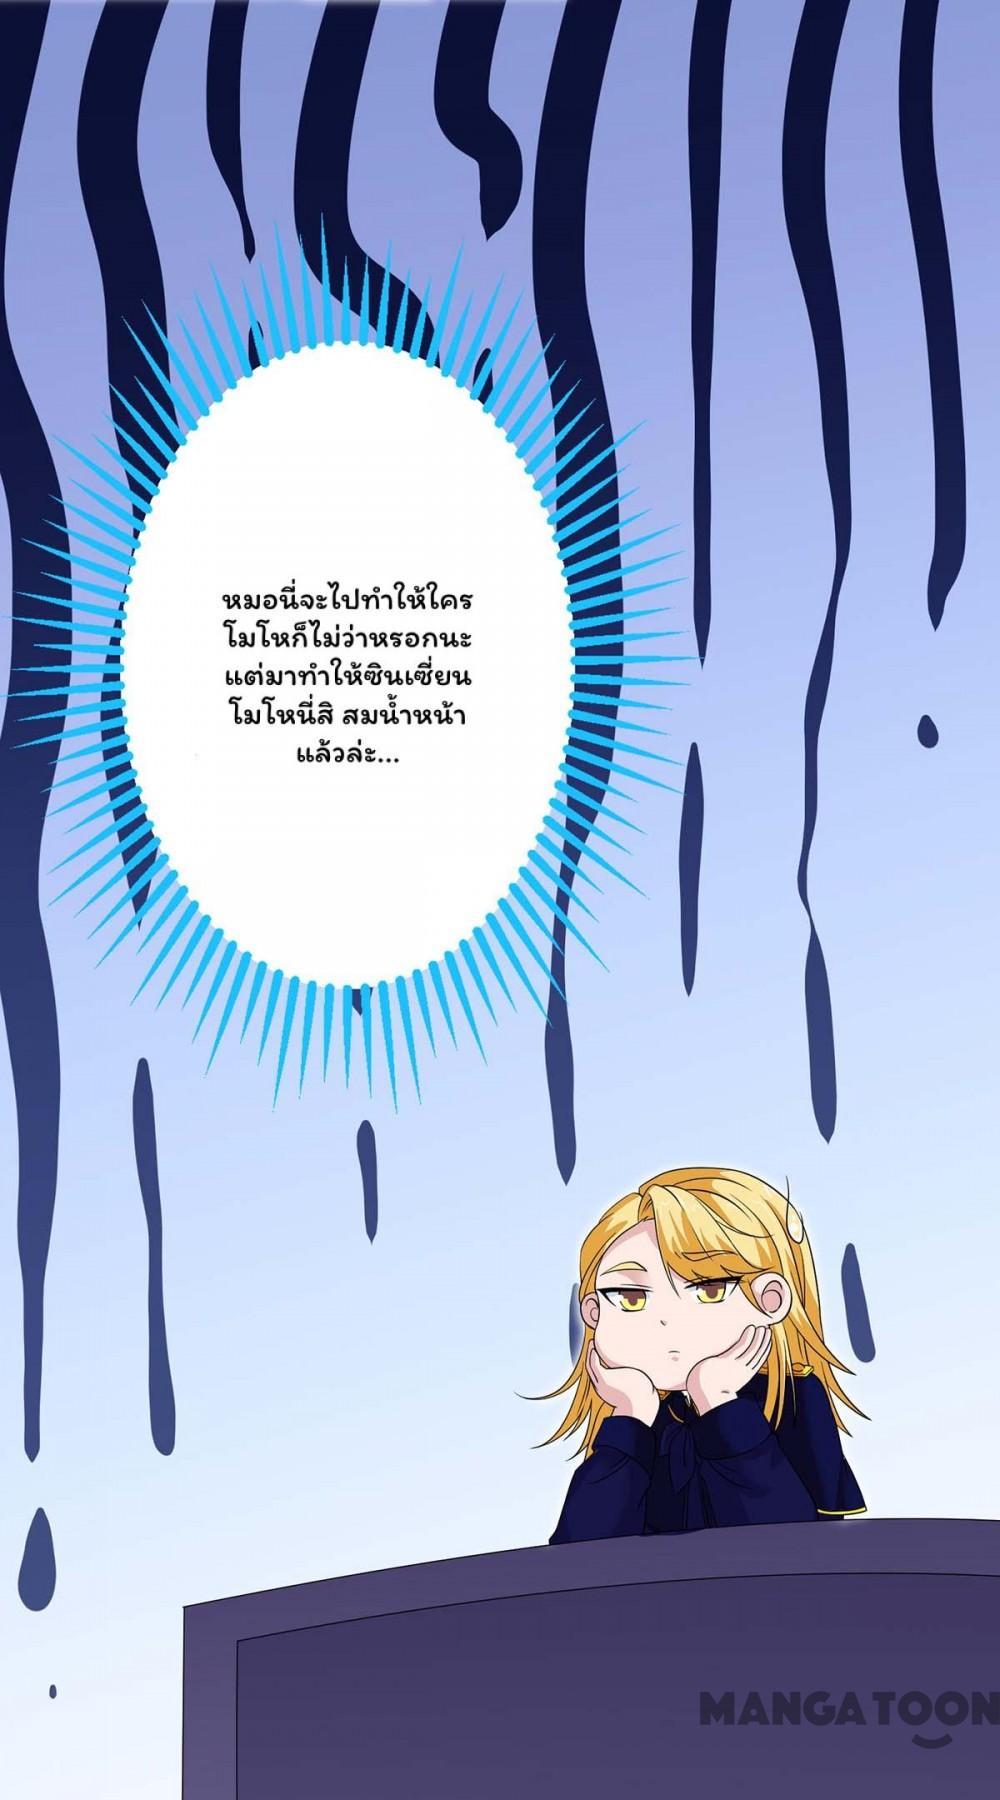 หมอนี่จะไปทำให้ใคร
โมโหก็ไม่ว่าหรอกนะ
แต่มาทำให้ซินเซี่ยน
โมโหนี่สิ สมน้ำหน้า
แล้วล่ะ...
MANGATOON